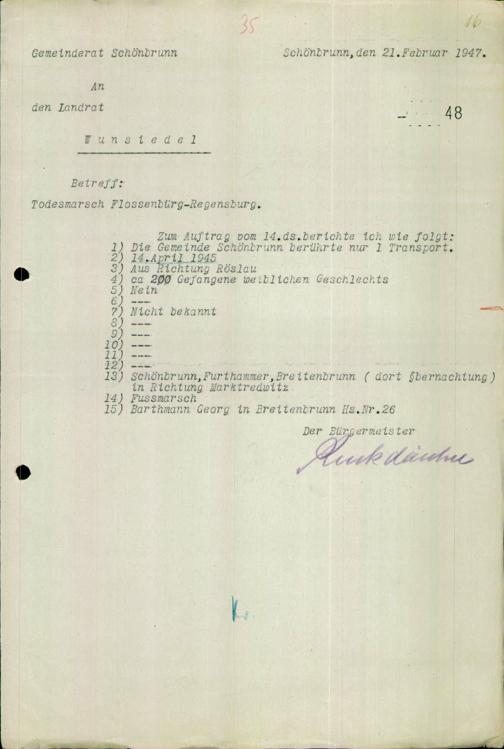 35
16
Gemeinderat Schönbrunn
Schönbrunn,den 21.Februar 1947.
An
den Landrat
48
W u n s i e d e l
Betreff:
Todesmarsch Flossenbürg-Regensburg.
Zum Auftrag vom 14.ds.berichte ich wie folgt:
1) Die Gemeinde Schönbrunn berührte nur 1 Transport.
2) 14.April 1945
3) Aus Richtung Röslau
4) ca 200 Gefangene weiblichen Geschlechts
5) Nein
6) ---
7) Nicht bekannt
8) ---
9) ---
10) ---
11) ---
12) ---
13) Schönbrunn,Furthammer,Breitenbrunn ( dort §bernachtung)
in Richtung Marktredwitz
14) Fussmarsch
15) Barthmann Georg in Breitenbrunn Hs.Nr.26
Der Bürgermeister